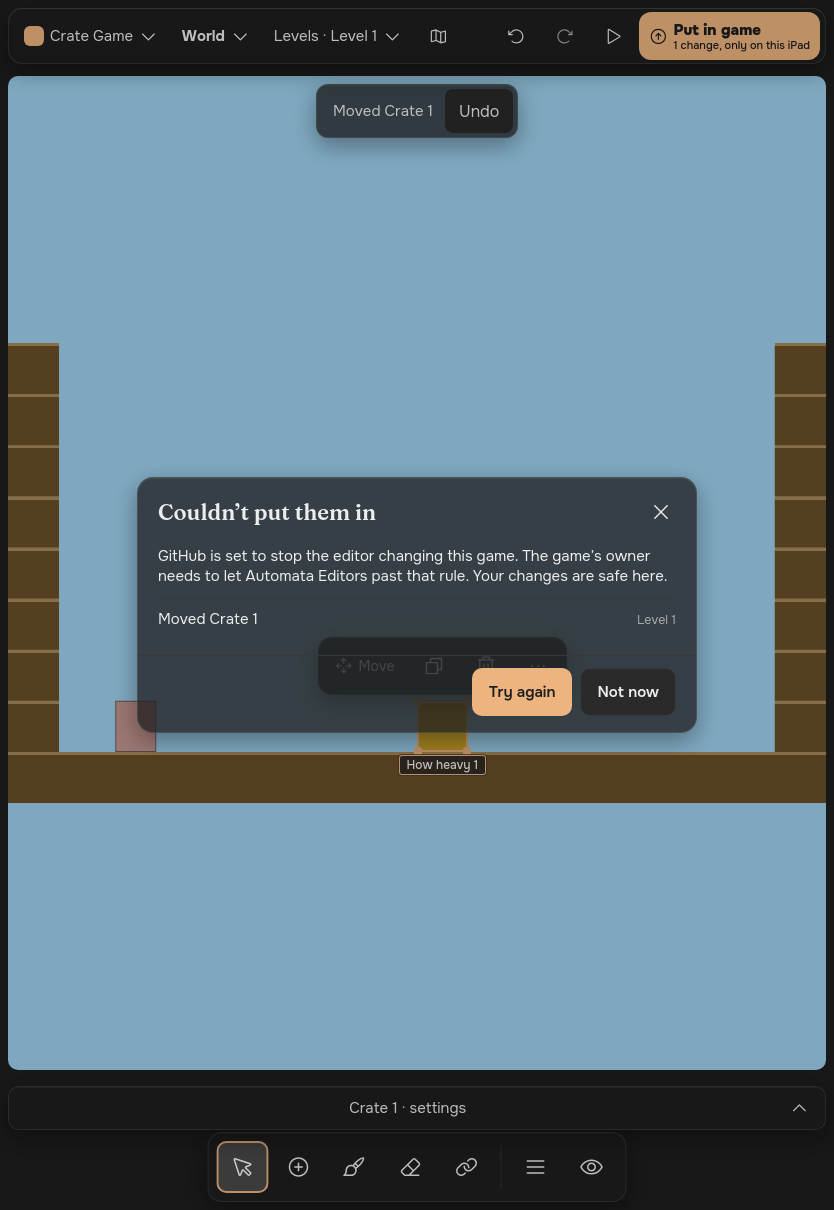 Crate Game
World
Levels · Level 1
Put in game
1 change, only on this iPad
Moved Crate 1
Undo
Couldn’t put them in
GitHub is set to stop the editor changing this game. The game’s owner
needs to let Automata Editors past that rule. Your changes are safe here.
Moved Crate 1
Level 1
Move
Try again
Not now
How heavy 1
Crate 1 · settings